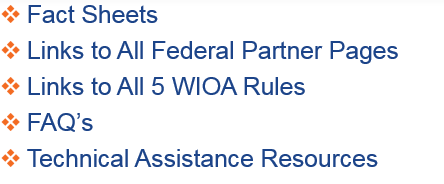 ❖ Fact Sheets
❖ Links to All Federal Partner Pages
❖ Links to All 5 WIOA Rules
❖ FAQ’s
❖ Technical Assistance Resources